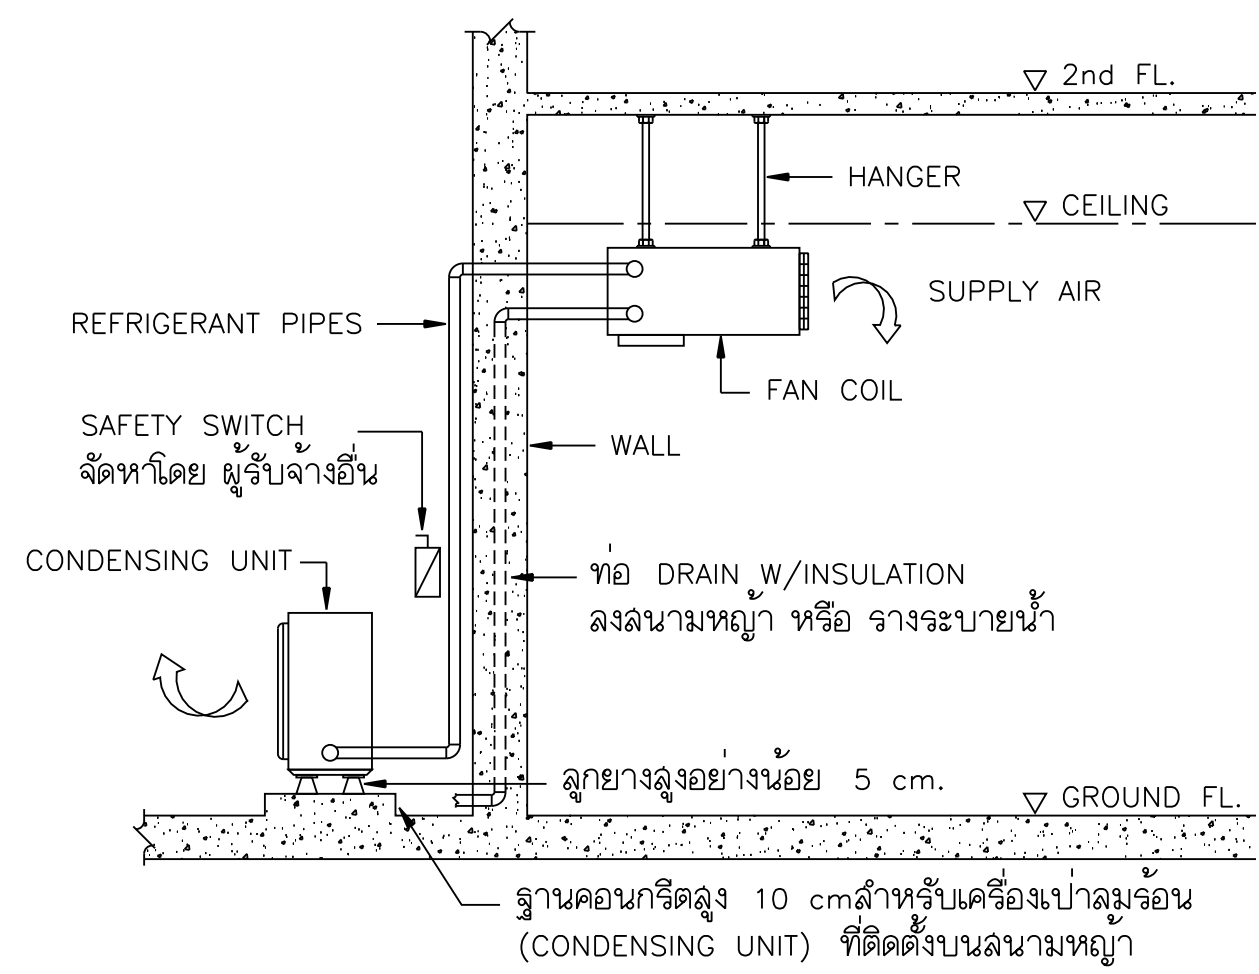 2nd FL.
HANGER
CEILING
SUPPLY AIR
REFRIGERANT PIPES
FAN COIL
SAFETY SWITCH
จัดหาโดย ผู้รับจ้างอื่น
WALL
CONDENSING UNIT
ท่อ DRAIN W/INSULATION
ลงสนามหญ้า หรือ รางระบายน้ำ
ลูกยางสูงอย่างน้อย 5 cm.
GROUND FL.
ฐานคอนกรีตสูง 10 cmสำหรับเครื่องเป่าลมร้อน
(CONDENSING UNIT) ที่ติดตั้งบนสนามหญ้า